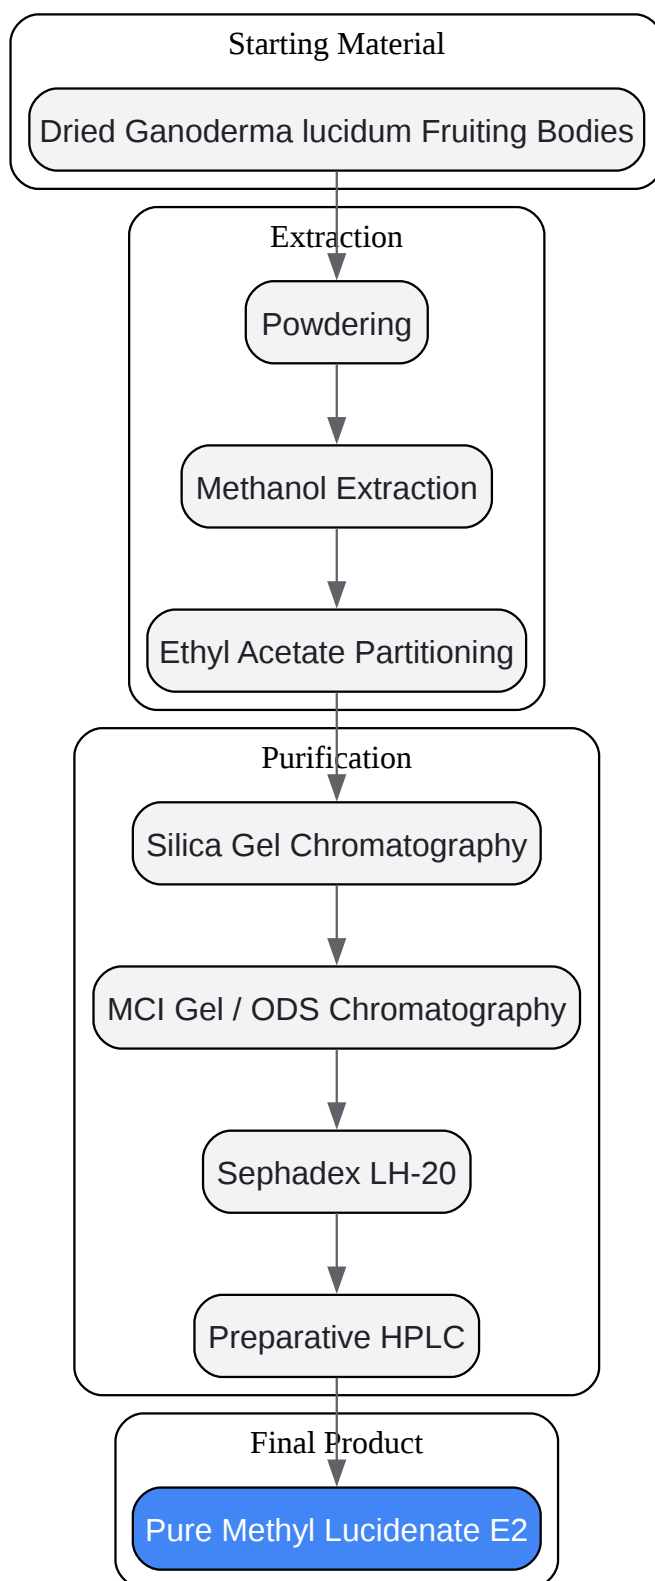 Starting Material
Dried Ganoderma lucidum Fruiting Bodies
Extraction
Powdering
Methanol Extraction
Ethyl Acetate Partitioning
Purification
Silica Gel Chromatography
MCI Gel / ODS Chromatography
Sephadex LH-20
Preparative HPLC
Final Product
Pure Methyl Lucidenate E2